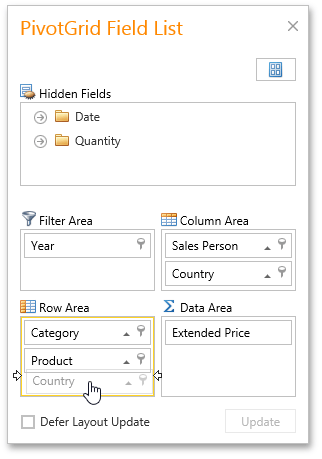 PivotGrid Field List
Hidden Fields
Date
Quantity
Filter Area
Year
Column Area
Sales Person
Country
Row Area
Category
Product
Country
Data Area
Extended Price
Defer Layout Update
Update